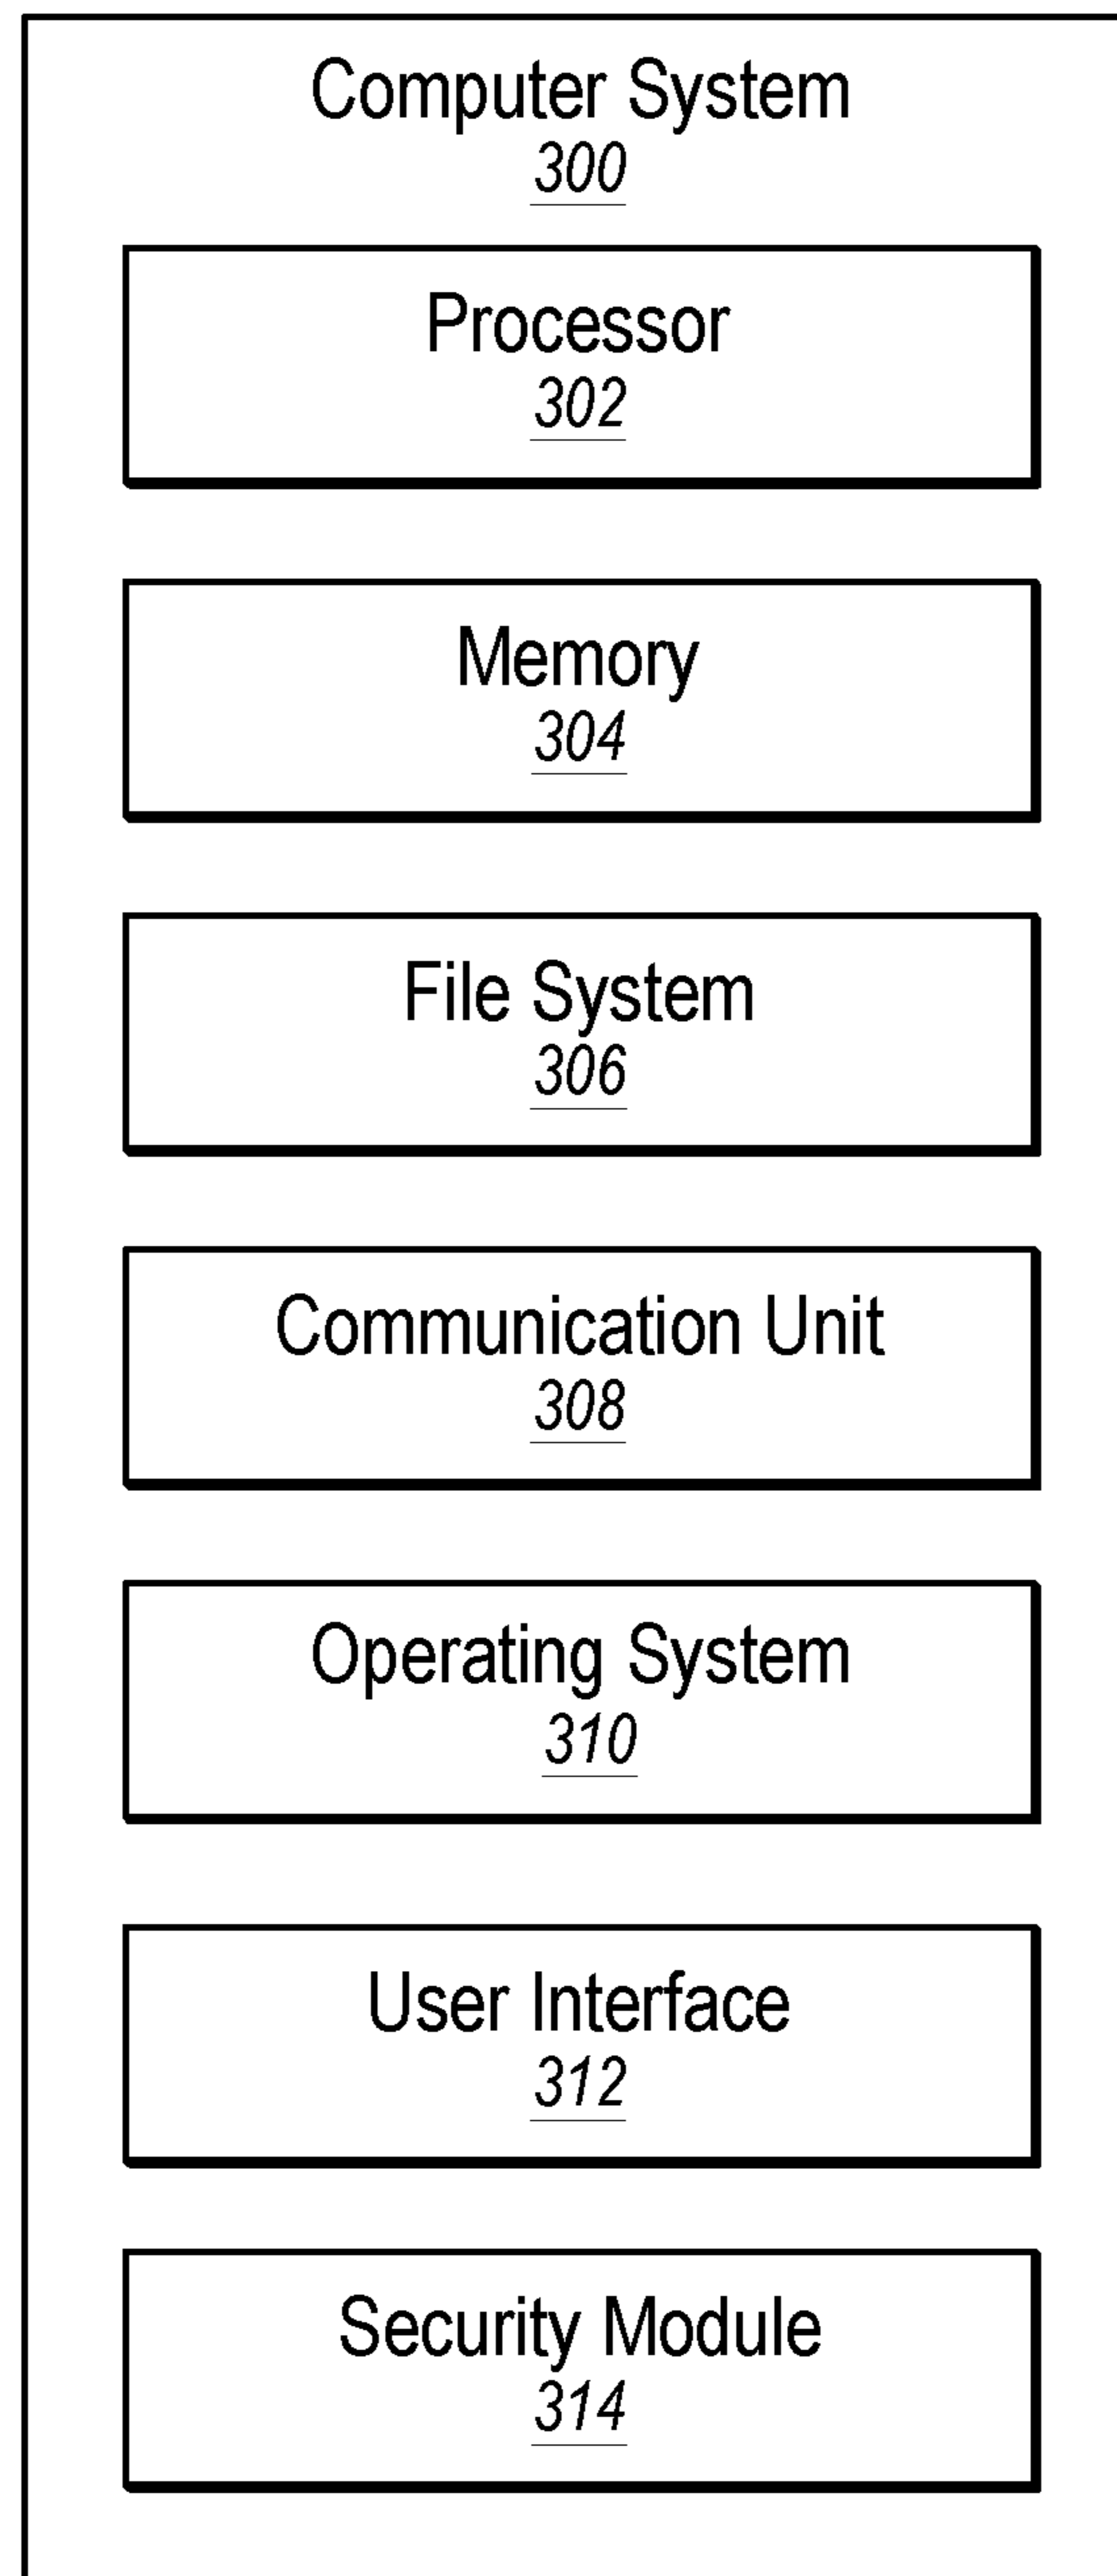 Computer System
300
Processor
302
Memory
304
File System
306
Communication Unit
308
Operating System
310
User Interface
312
Security Module
314